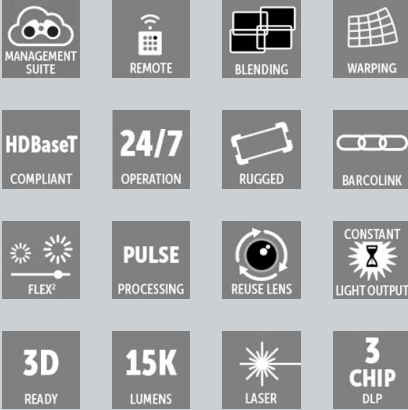 MANAGEMENT
SUITE
REMOTE
BLENDING
WARPING
HDBaseT
COMPLIANT
24/7
OPERATION
RUGGED
BARCOLINK
FLEX²
PULSE
PROCESSING
REUSE LENS
CONSTANT
LIGHT OUTPUT
3D
READY
15K
LUMENS
LASER
3
CHIP
DLP